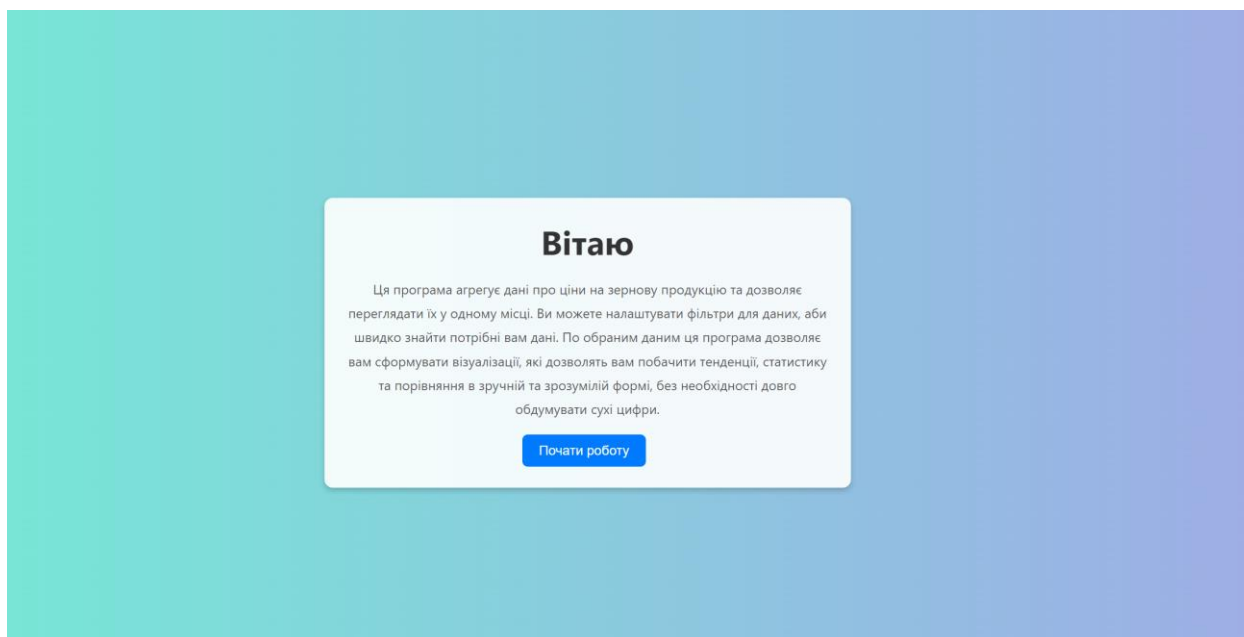 Вітаю
Ця програма агрегує дані про ціни на зернову продукцію та дозволяє
переглядати їх у одному місці. Ви можете налаштувати фільтри для даних, аби
швидко знайти потрібні вам дані. По обраним даним ця програма дозволяє
вам сформувати візуалізації, які дозволять вам побачити тенденції, статистику
та порівняння в зручній та зрозумілій формі, без необхідності довго
обдумувати сухі цифри.
Почати роботу